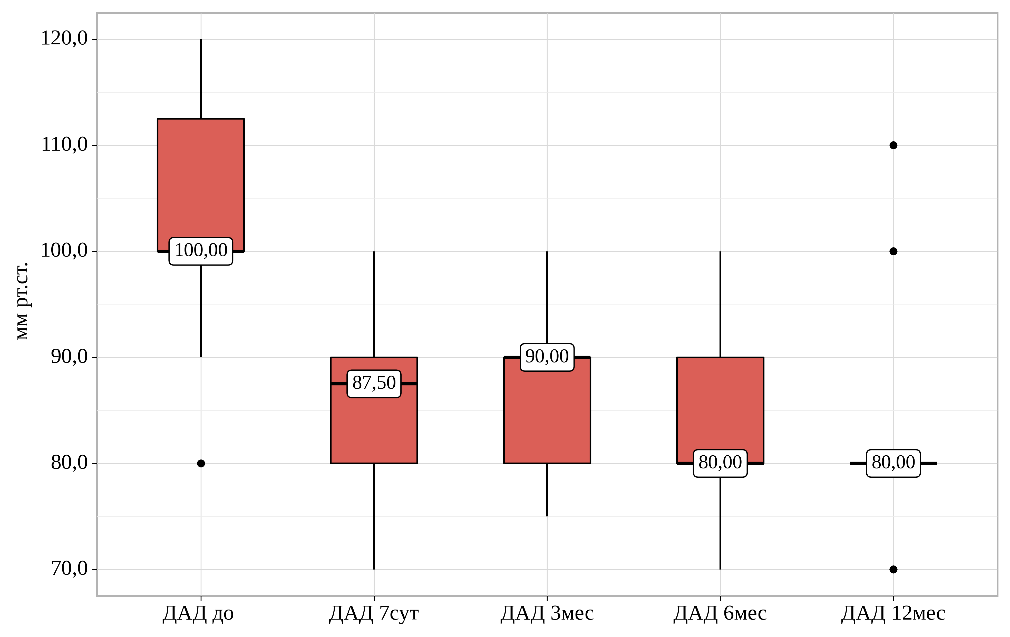 120,0
110,0
100,0
90,0
80,0
70,0
мм рт.ст.
100,00
87,50
90,00
80,00
80,00
ДАД до
ДАД 7сут
ДАД 3мес
ДАД 6мес
ДАД 12мес